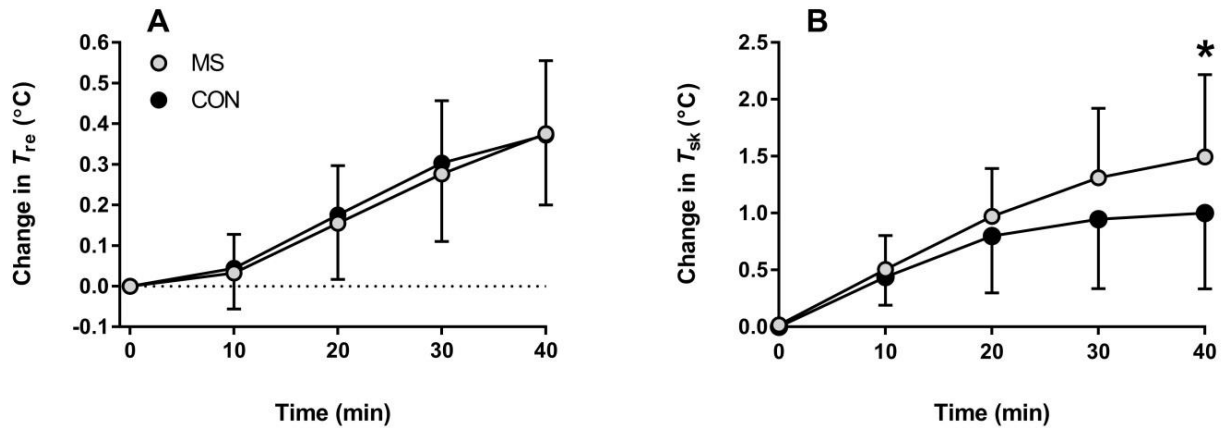 A
0.6
0.5
0.4
0.3
0.2
0.1
0.0
-0.1
MS
CON
Change in Tre (°C)
0 10 20 30 40
Time (min)
B
2.5
2.0
1.5
1.0
0.5
0.0
*
Change in Tsk (°C)
0 10 20 30 40
Time (min)